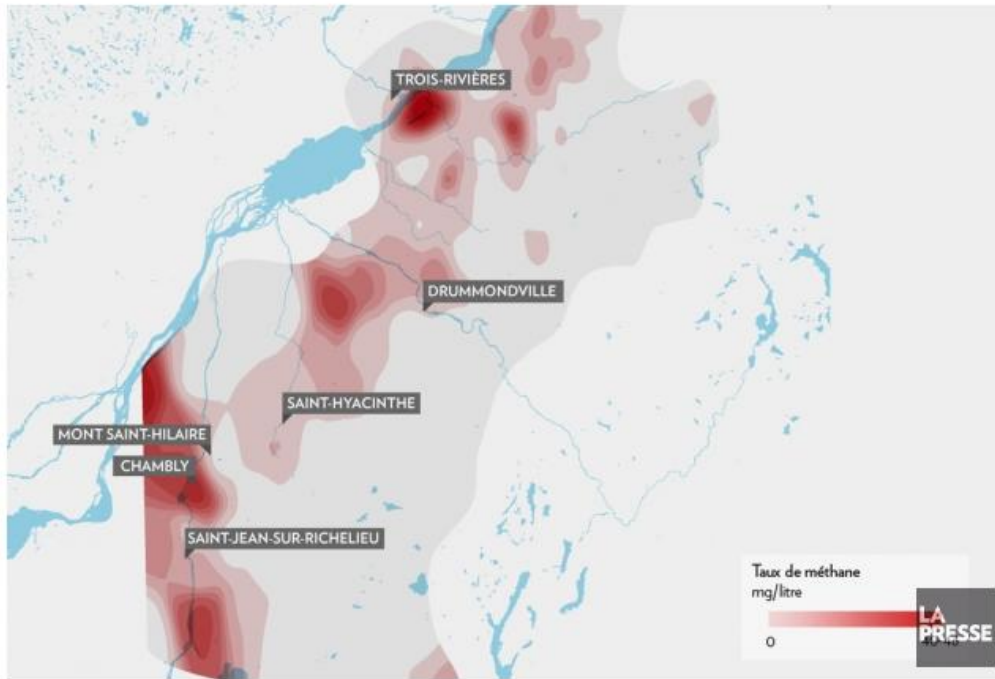 TROIS-RIVIÈRES
DRUMMONDVILLE
SAINT-HYACINTHE
MONT SAINT-HILAIRE
CHAMBLY
SAINT-JEAN-SUR-RICHELIEU
Taux de méthane
mg/litre
0
LA
PRESSE